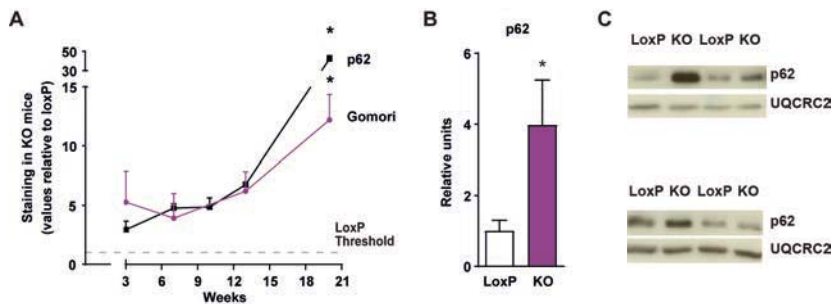 A
Staining in KO mice
(values relative to loxP)
50
30
15
10
5
0
*
p62
*
Gomori
LoxP
Threshold
3 6 9 12 15 18 21
Weeks
B
p62
Relative units
6
4
2
0
*
LoxP KO
C
LoxP KO LoxP KO
p62
UQCRC2
LoxP KO LoxP KO
p62
UQCRC2